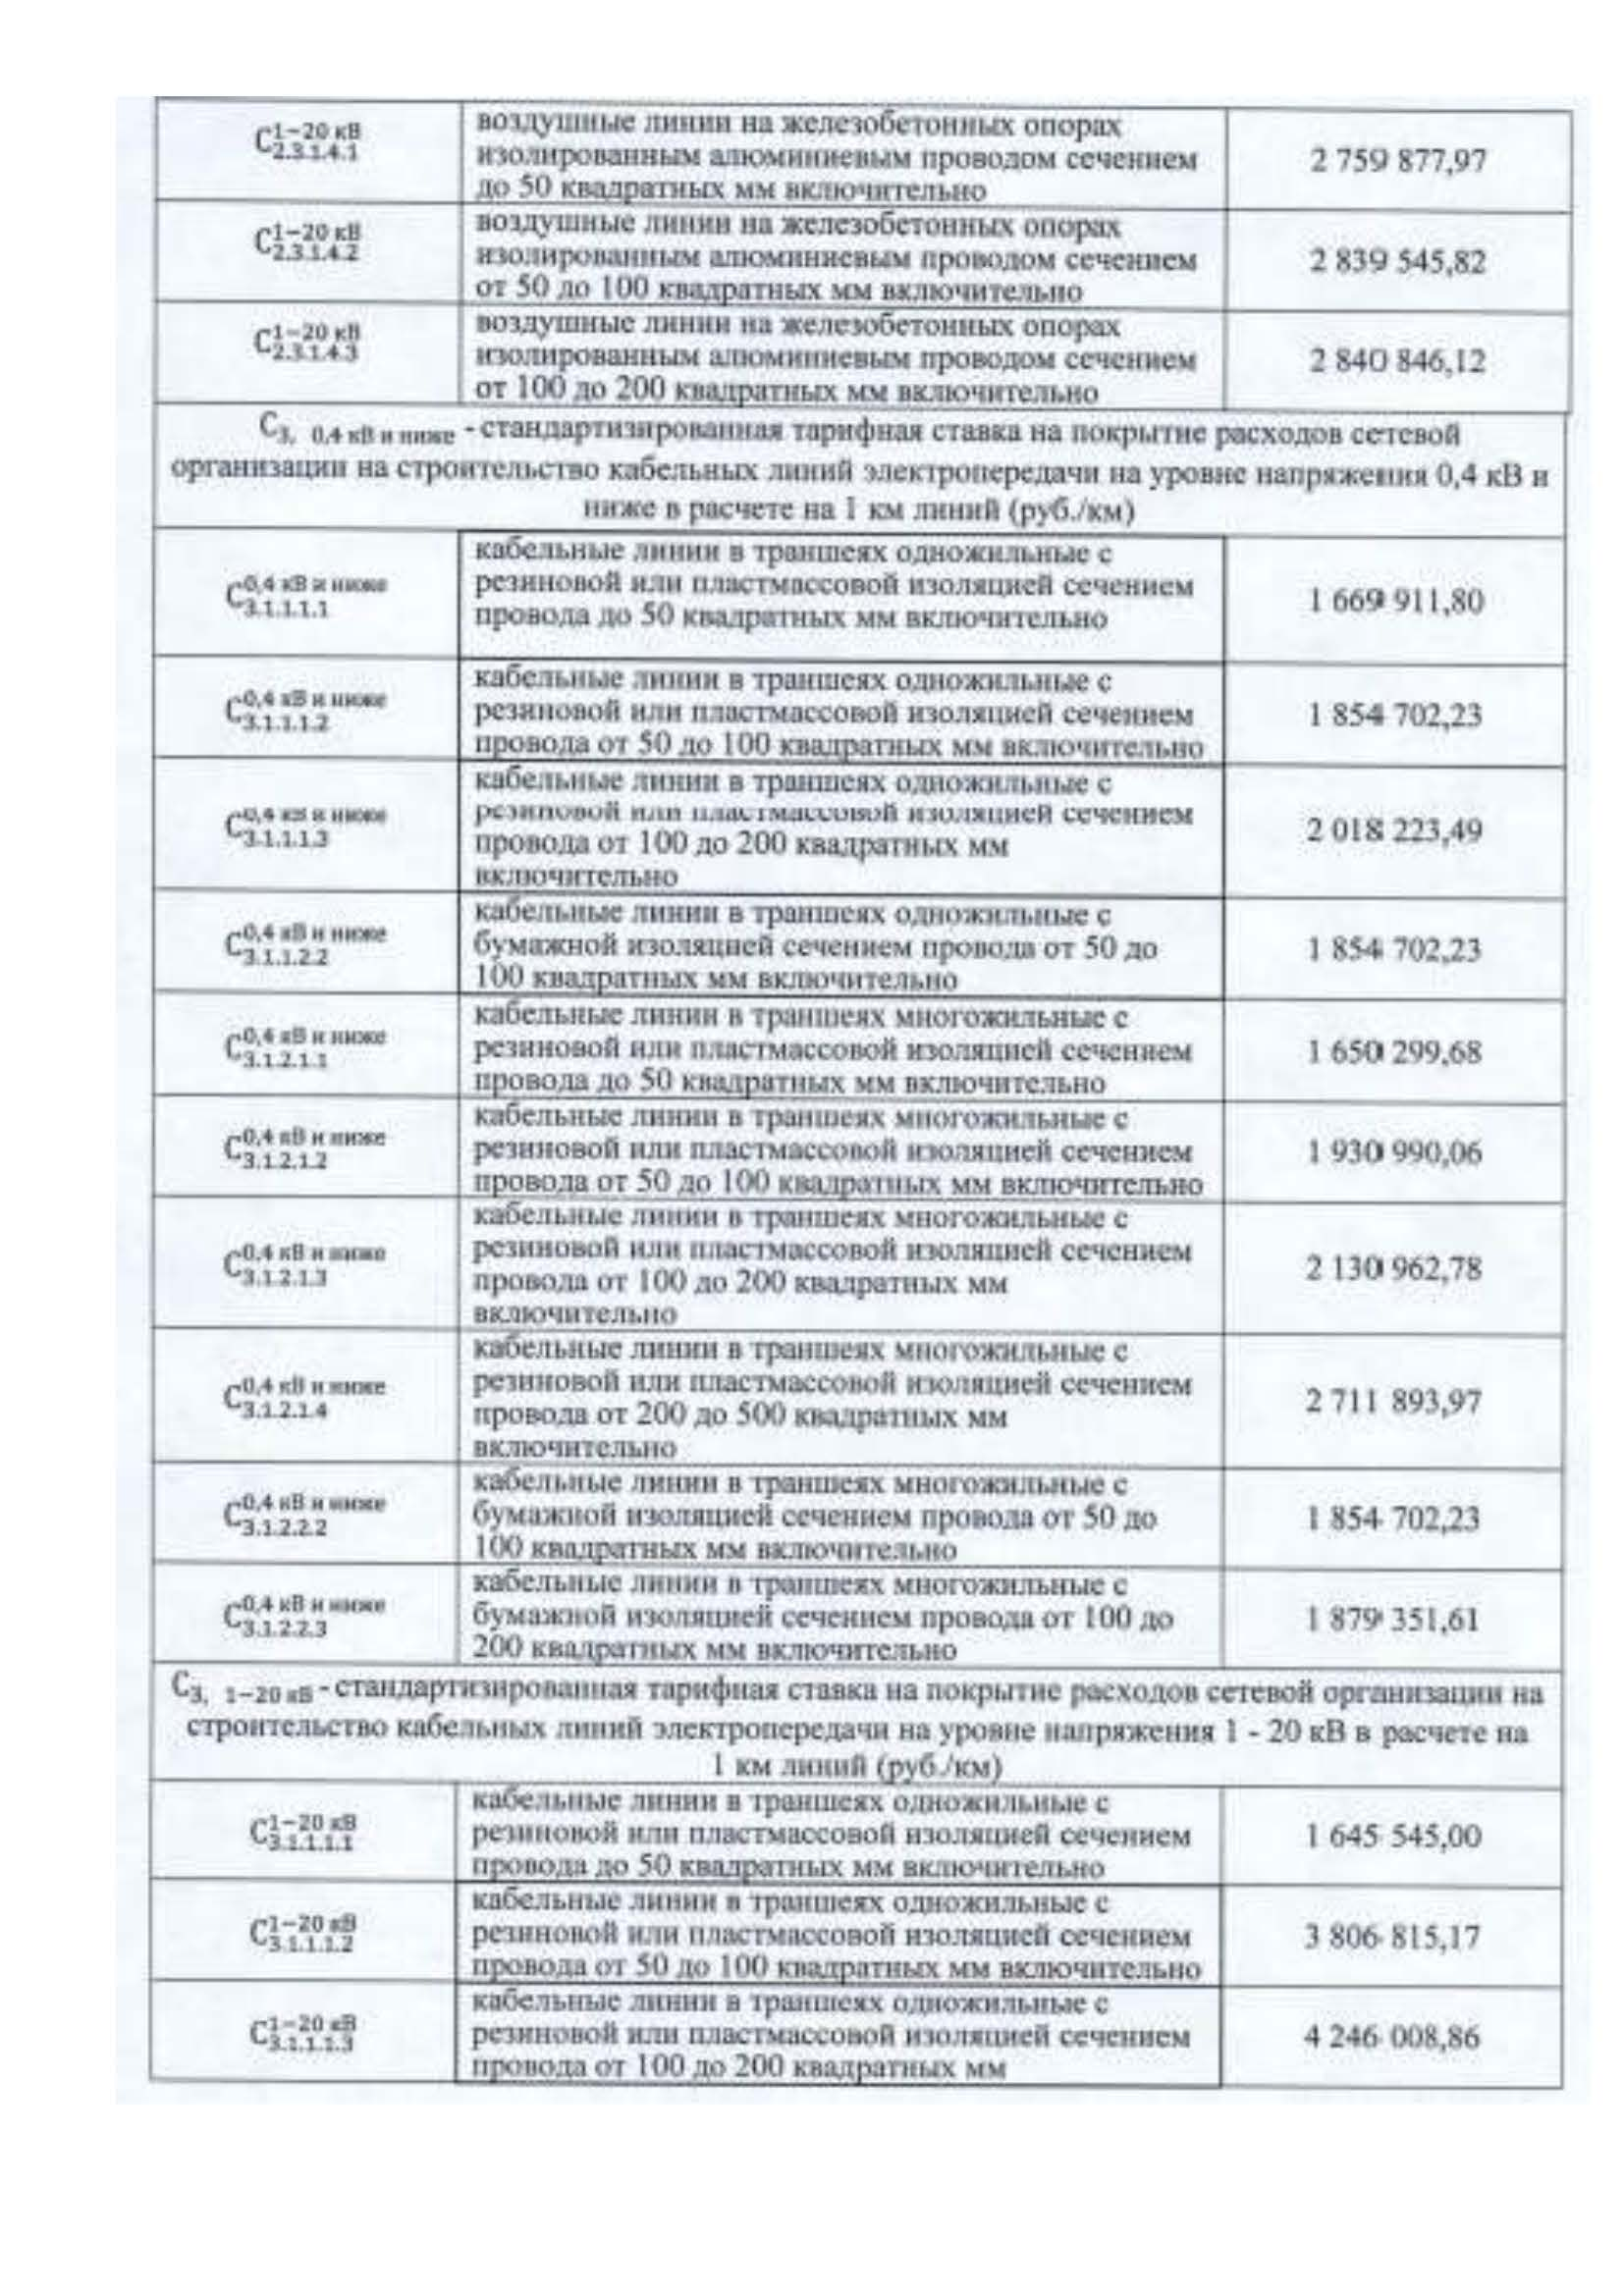 C 1−20 кВ 2.3.1.4.1
воздушные линии на железобетонных опорах
изолированным алюминиевым проводом сечением
до 50 квадратных мм включительно
2 759 877,97
C 1−20 кВ 2.3.1.4.2
воздушные линии на железобетонных опорах
изолированным алюминиевым проводом сечением
от 50 до 100 квадратных мм включительно
2 839 545,82
C 1−20 кВ 2.3.1.4.3
воздушные линии на железобетонных опорах
изолированным алюминиевым проводом сечением
от 100 до 200 квадратных мм включительно
2 840 846,12
C3, 0,4 кВ и ниже - стандартизированная тарифная ставка на покрытие расходов сетевой
организации на строительство кабельных линий электропередачи на уровне напряжения 0,4 кВ и
ниже в расчете на 1 км линий (руб./км)
C 0,4 кВ и ниже 3.1.1.1.1
кабельные линии в траншеях одножильные с
резиновой или пластмассовой изоляцией сечением
провода до 50 квадратных мм включительно
1 669 911,80
C 0,4 кВ и ниже 3.1.1.1.2
кабельные линии в траншеях одножильные с
резиновой или пластмассовой изоляцией сечением
провода от 50 до 100 квадратных мм включительно
1 854 702,23
C 0,4 кВ и ниже 3.1.1.1.3
кабельные линии в траншеях одножильные с
резиновой или пластмассовой изоляцией сечением
провода от 100 до 200 квадратных мм
включительно
2 018 223,49
C 0,4 кВ и ниже 3.1.1.2.2
кабельные линии в траншеях одножильные с
бумажной изоляцией сечением провода от 50 до
100 квадратных мм включительно
1 854 702,23
C 0,4 кВ и ниже 3.1.2.1.1
кабельные линии в траншеях многожильные с
резиновой или пластмассовой изоляцией сечением
провода до 50 квадратных мм включительно
1 650 299,68
C 0,4 кВ и ниже 3.1.2.1.2
кабельные линии в траншеях многожильные с
резиновой или пластмассовой изоляцией сечением
провода от 50 до 100 квадратных мм включительно
1 930 990,06
C 0,4 кВ и ниже 3.1.2.1.3
кабельные линии в траншеях многожильные с
резиновой или пластмассовой изоляцией сечением
провода от 100 до 200 квадратных мм
включительно
2 130 962,78
C 0,4 кВ и ниже 3.1.2.1.4
кабельные линии в траншеях многожильные с
резиновой или пластмассовой изоляцией сечением
провода от 200 до 500 квадратных мм
включительно
2 711 893,97
C 0,4 кВ и ниже 3.1.2.2.2
кабельные линии в траншеях многожильные с
бумажной изоляцией сечением провода от 50 до
100 квадратных мм включительно
1 854 702,23
C 0,4 кВ и ниже 3.1.2.2.3
кабельные линии в траншеях многожильные с
бумажной изоляцией сечением провода от 100 до
200 квадратных мм включительно
1 879 351,61
C3, 1−20 кВ - стандартизированная тарифная ставка на покрытие расходов сетевой организации на
строительство кабельных линий электропередачи на уровне напряжения 1 - 20 кВ в расчете на
1 км линий (руб./км)
C 1−20 кВ 3.1.1.1.1
кабельные линии в траншеях одножильные с
резиновой или пластмассовой изоляцией сечением
провода до 50 квадратных мм включительно
1 645 545,00
C 1−20 кВ 3.1.1.1.2
кабельные линии в траншеях одножильные с
резиновой или пластмассовой изоляцией сечением
провода от 50 до 100 квадратных мм включительно
3 806 815,17
C 1−20 кВ 3.1.1.1.3
кабельные линии в траншеях одножильные с
резиновой или пластмассовой изоляцией сечением
провода от 100 до 200 квадратных мм
4 246 008,86